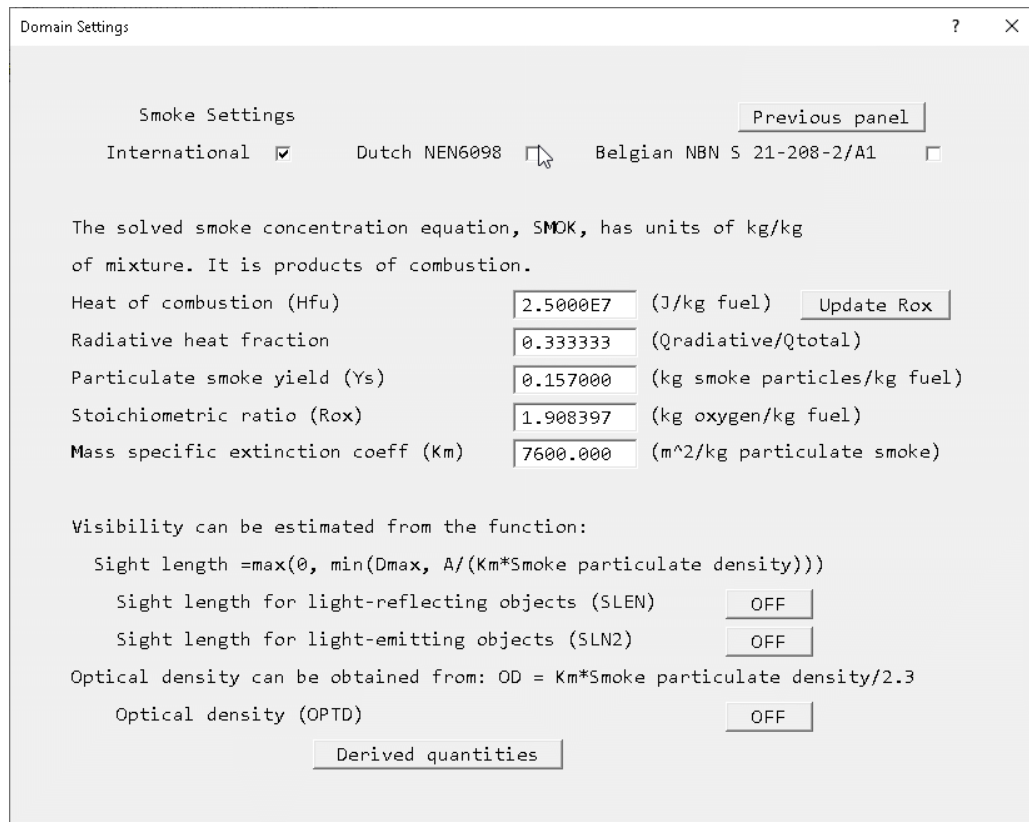 Domain Settings ? ×
Smoke Settings Previous panel
International Dutch NEN6098 Belgian NBN S 21-208-2/A1
The solved smoke concentration equation, SMOK, has units of kg/kg
of mixture. It is products of combustion.
Heat of combustion (Hfu) 2.5000E7 (J/kg fuel) Update Rox
Radiative heat fraction 0.333333 (Qradiative/Qtotal)
Particulate smoke yield (Ys) 0.157000 (kg smoke particles/kg fuel)
Stoichiometric ratio (Rox) 1.908397 (kg oxygen/kg fuel)
Mass specific extinction coeff (Km) 7600.000 (m^2/kg particulate smoke)
Visibility can be estimated from the function:
Sight length =max(0, min(Dmax, A/(Km*Smoke particulate density)))
Sight length for light-reflecting objects (SLEN) OFF
Sight length for light-emitting objects (SLN2) OFF
Optical density can be obtained from: OD = Km*Smoke particulate density/2.3
Optical density (OPTD) OFF
Derived quantities